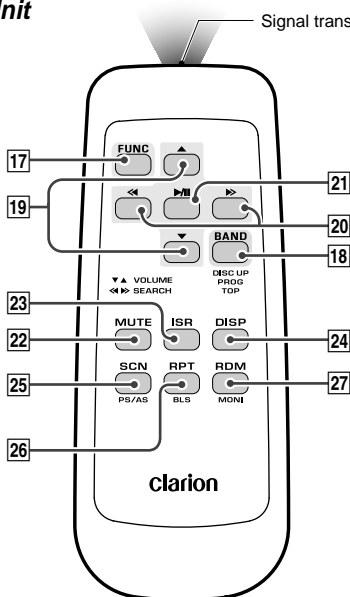 Unit
Signal trans
FUNC
17
19
21
20
BAND
18
DISC UP
PROG
TOP
▼▲ VOLUME
◀◀ ▶▶ SEARCH
23
MUTE ISR DISP
22
24
SCN RPT RDM
25
27
PS/AS BLS MONI
26
clarion